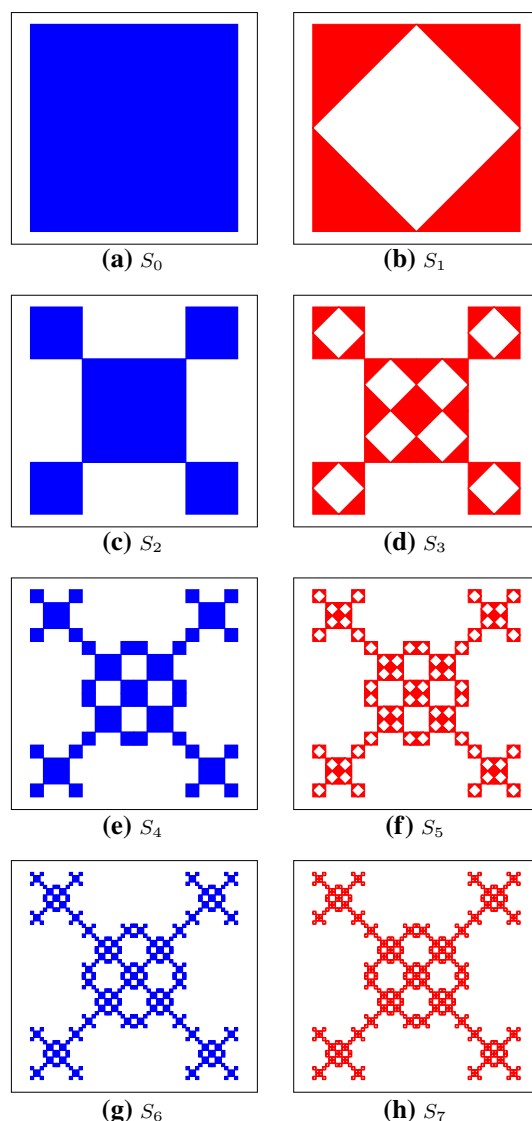 (a) S₀
(b) S₁
(c) S₂
(d) S₃
(e) S₄
(f) S₅
(g) S₆
(h) S₇